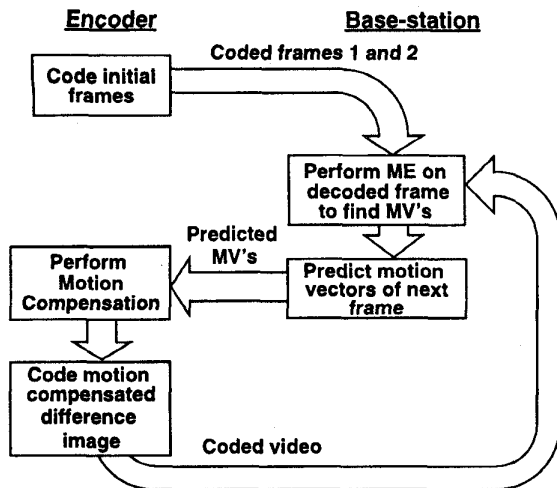 Encoder
Base-station
Coded frames 1 and 2
Code initial
frames
Perform ME on
decoded frame
to find MV's
Predicted
MV's
Predict motion
vectors of next
frame
Perform
Motion
Compensation
Code motion
compensated
difference
image
Coded video